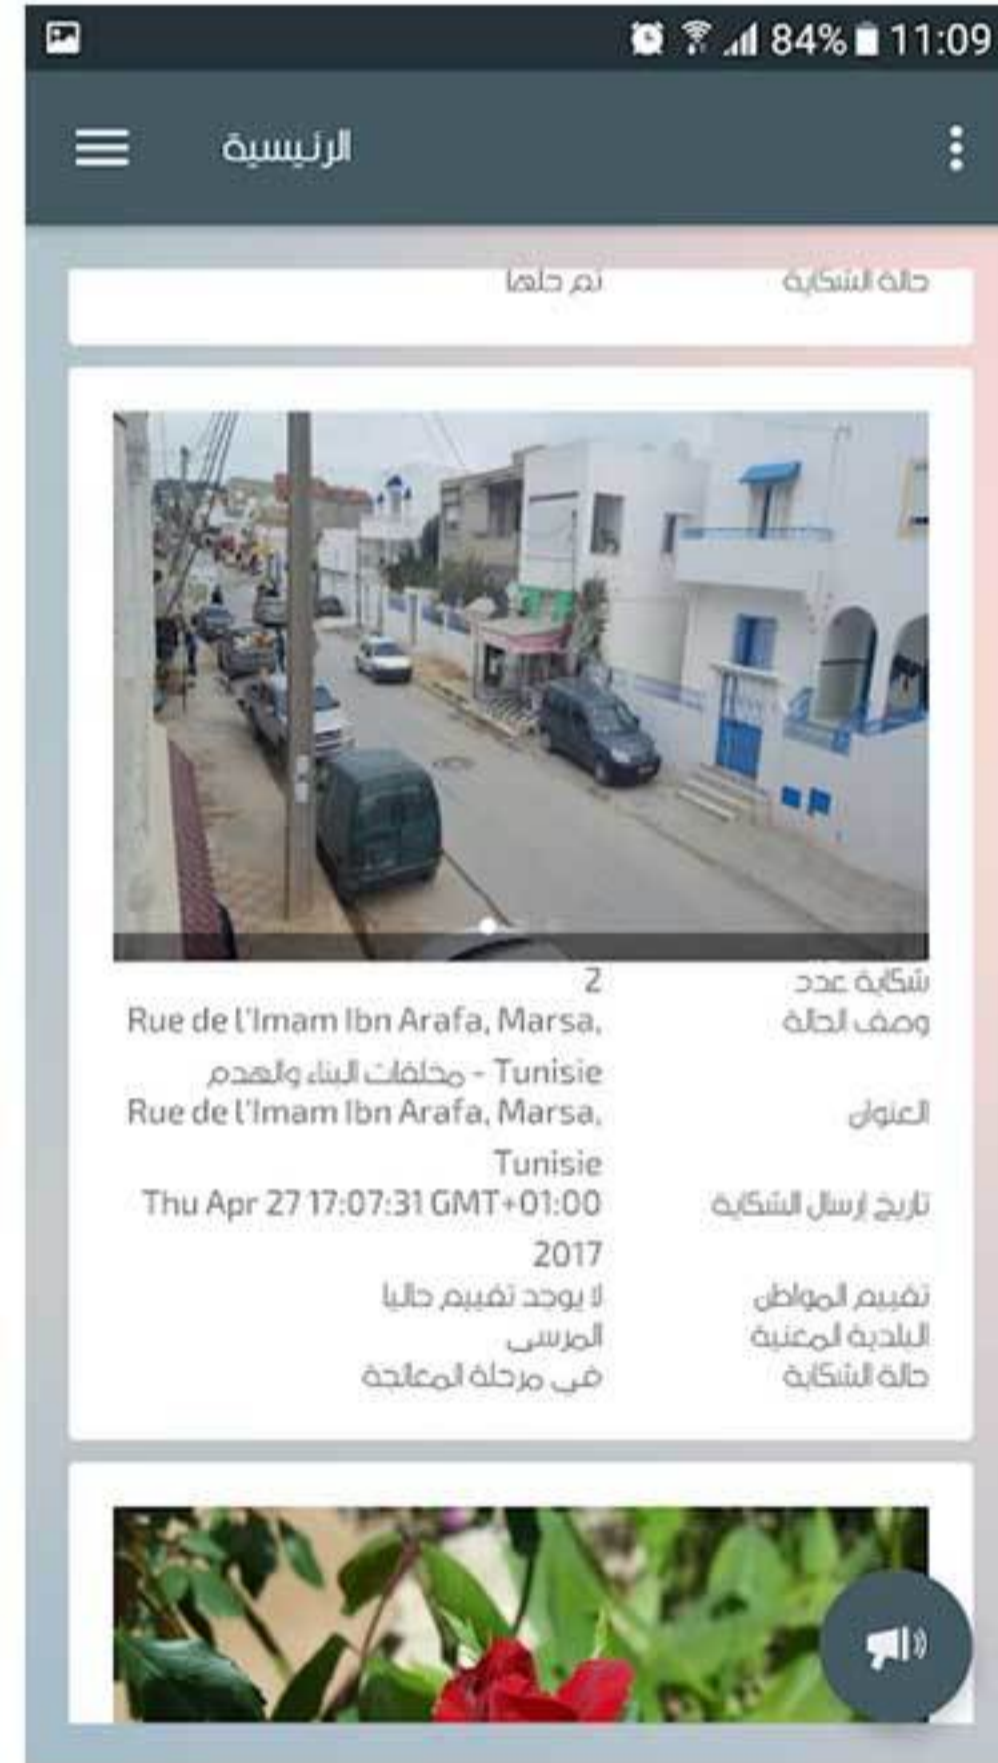 84% 11:09
الرئيسية
حالة الشكاية تم حلها
شكاية عدد 2
وصف الحالة Rue de l'Imam Ibn Arafa, Marsa,
Tunisie - مخلفات البناء والهدم
العنوان Rue de l'Imam Ibn Arafa, Marsa,
Tunisie
تاريخ إرسال الشكاية Thu Apr 27 17:07:31 GMT+01:00
2017
تقييم المواطن لا يوجد تقييم حاليا
البلدية المعنية المرسى
حالة الشكاية في مرحلة المعالجة